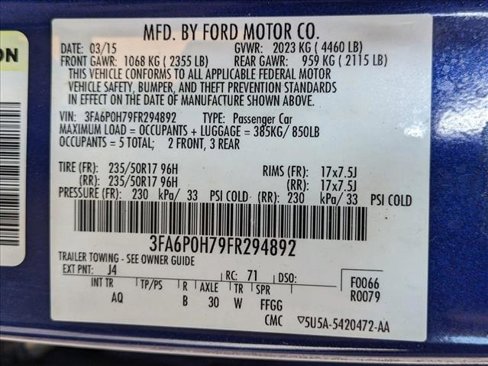 ON
MFD. BY FORD MOTOR CO.
DATE: 03/15 GVWR: 2023 KG ( 4460 LB)
FRONT GAWR: 1068 KG ( 2355 LB) REAR GAWR: 959 KG ( 2115 LB)
THIS VEHICLE CONFORMS TO ALL APPLICABLE FEDERAL MOTOR
VEHICLE SAFETY, BUMPER, AND THEFT PREVENTION STANDARDS
IN EFFECT ON THE DATE OF MANUFACTURE SHOWN ABOVE.
VIN: 3FA6P0H79FR294892 TYPE: Passenger Car
MAXIMUM LOAD = OCCUPANTS + LUGGAGE = 385KG/ 850LB
OCCUPANTS = 5 TOTAL; 2 FRONT, 3 REAR
TIRE (FR): 235/50R17 96H RIMS (FR): 17x7.5J
(RR): 235/50R17 96H (RR): 17x7.5J
PRESSURE (FR): 230 kPa/ 33 PSI COLD (RR): 230 kPa/ 33 PSI COLD
3FA6P0H79FR294892
TRAILER TOWING - SEE OWNER GUIDE
EXT PNT: J4 RC: 71 DSO: F0066
INT TR TP/PS R AXLE TR SPR R0079
AQ B 30 W FFGG
CMC ▽5U5A-5420472-AA